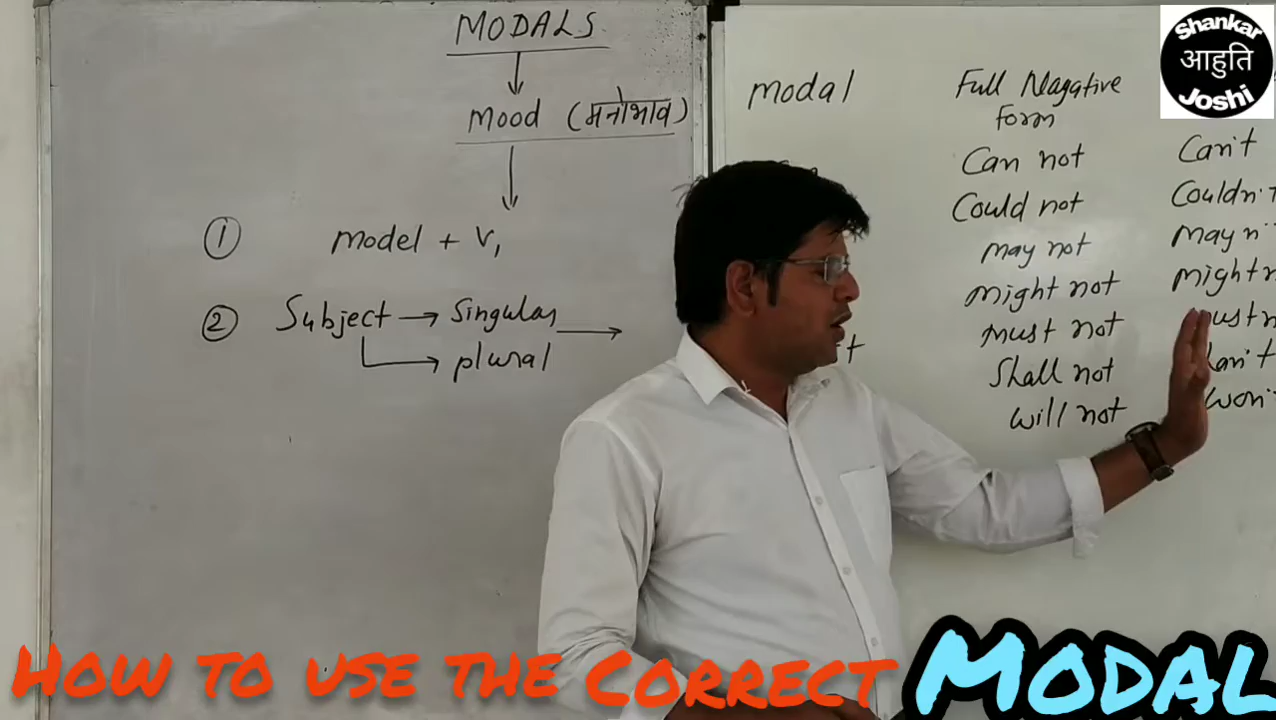 MODALS
Mood (मनोभाव)
① model + V₁
② Subject → Singular →
→ plural
modal
Full Nagative
form
Can not
Could not
may not
might not
must not
Shall not
will not
Can't
Shankar
आहुति
Joshi
How to use the Correct Modal